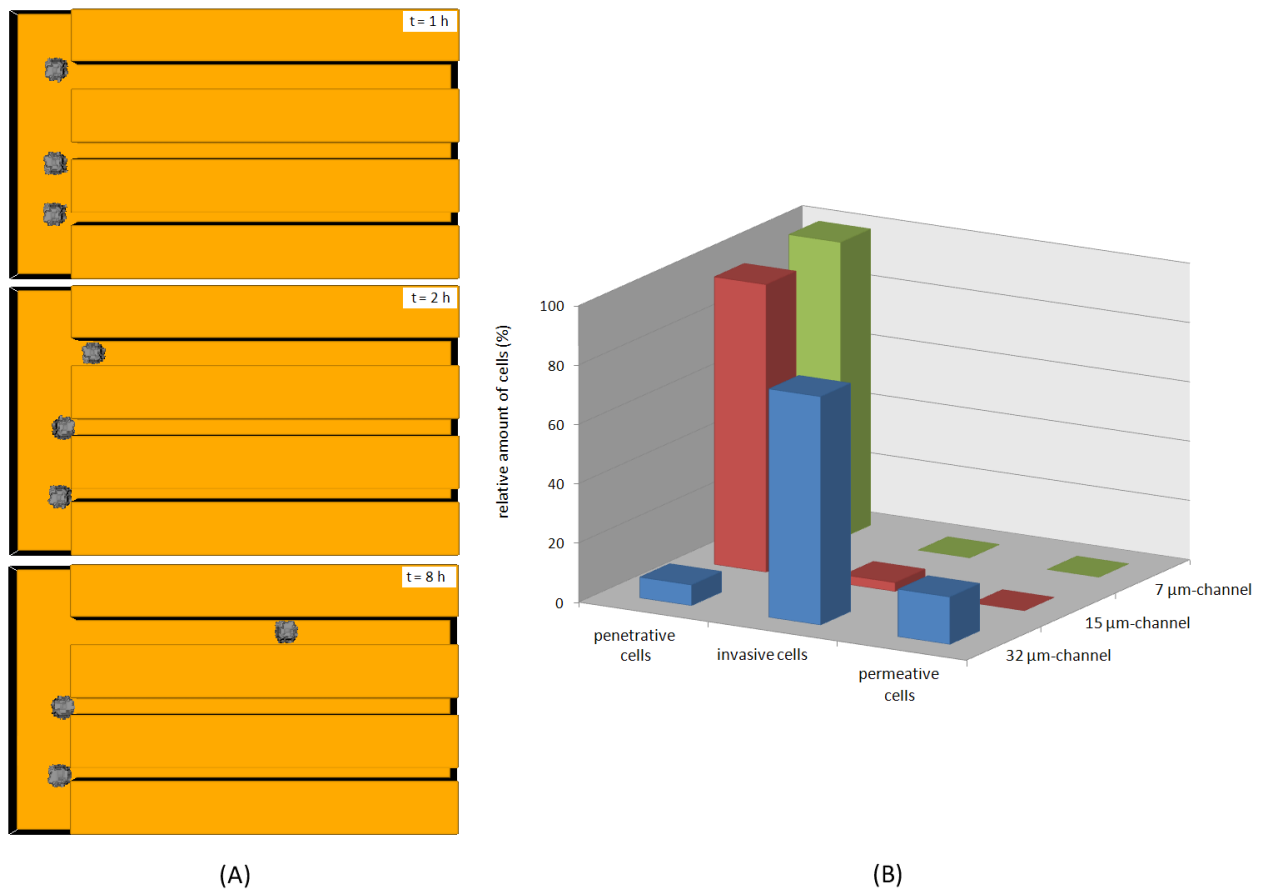 t = 1 h
t = 2 h
t = 8 h
(A)
relative amount of cells (%)
100
80
60
40
20
0
penetrative
cells
invasive cells
permeative
cells
32 µm-channel
15 µm-channel
7 µm-channel
(B)